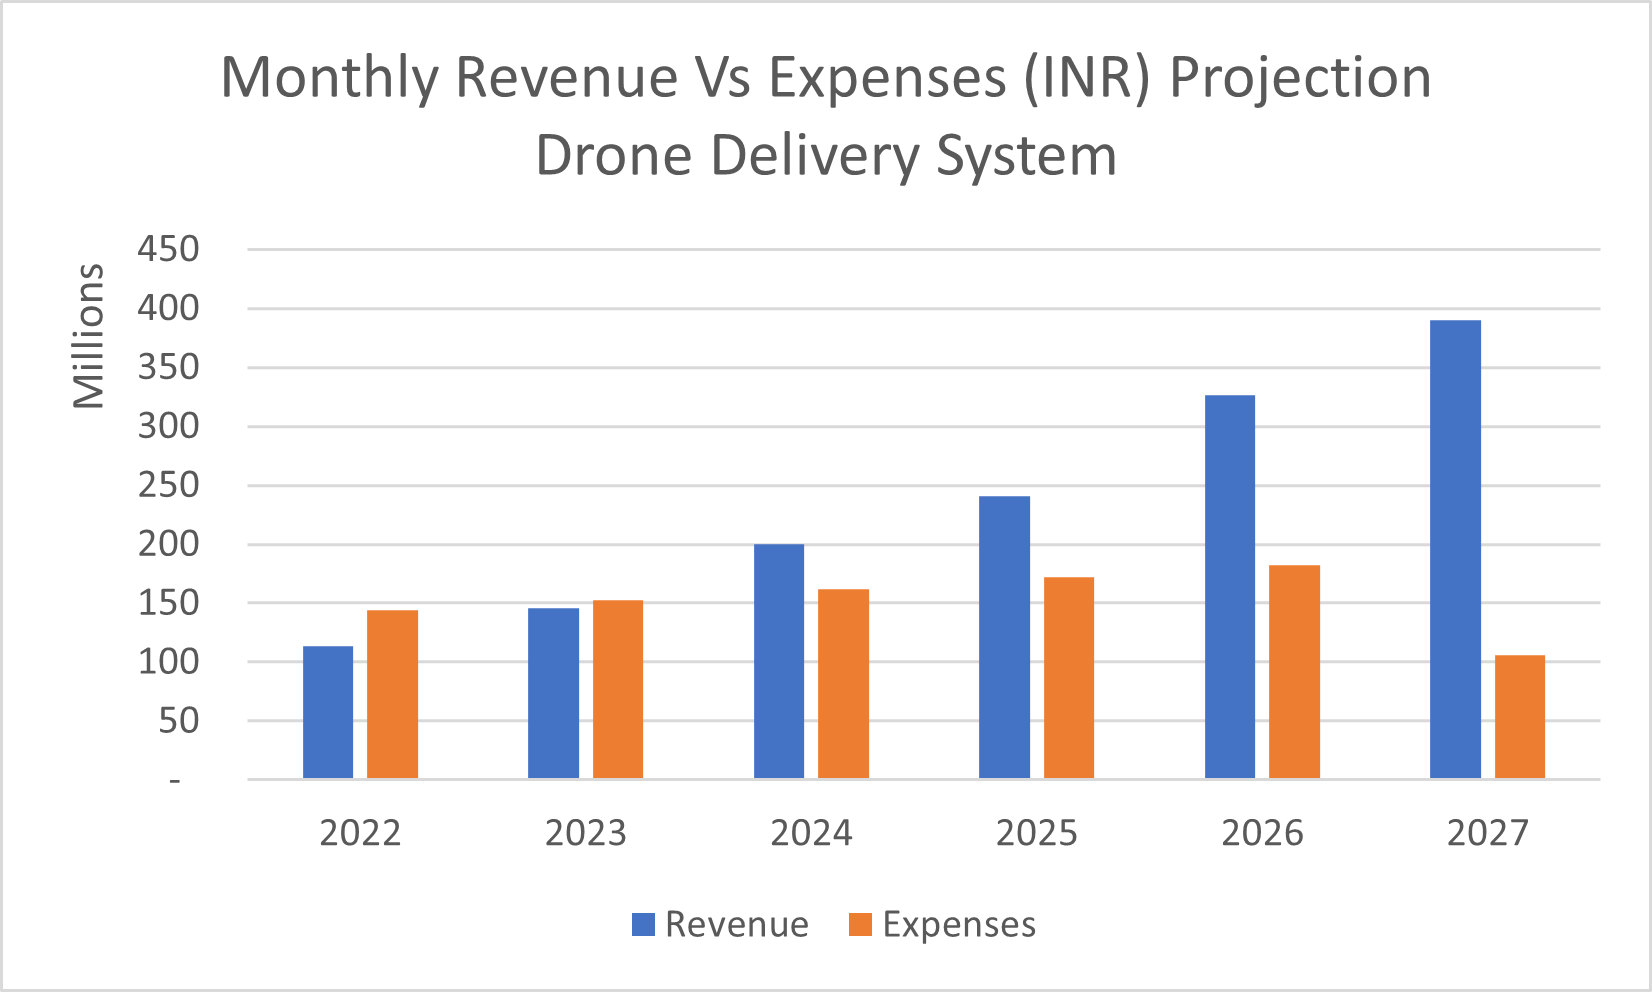 Monthly Revenue Vs Expenses (INR) Projection
Drone Delivery System
Millions
450
400
350
300
250
200
150
100
50
-
2022 2023 2024 2025 2026 2027
Revenue Expenses